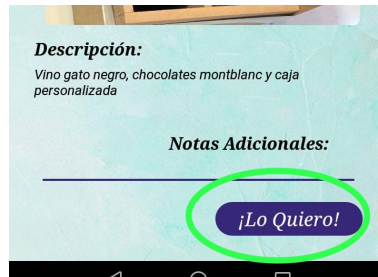 Descripción:
Vino gato negro, chocolates montblanc y caja
personalizada
Notas Adicionales:
¡Lo Quiero!